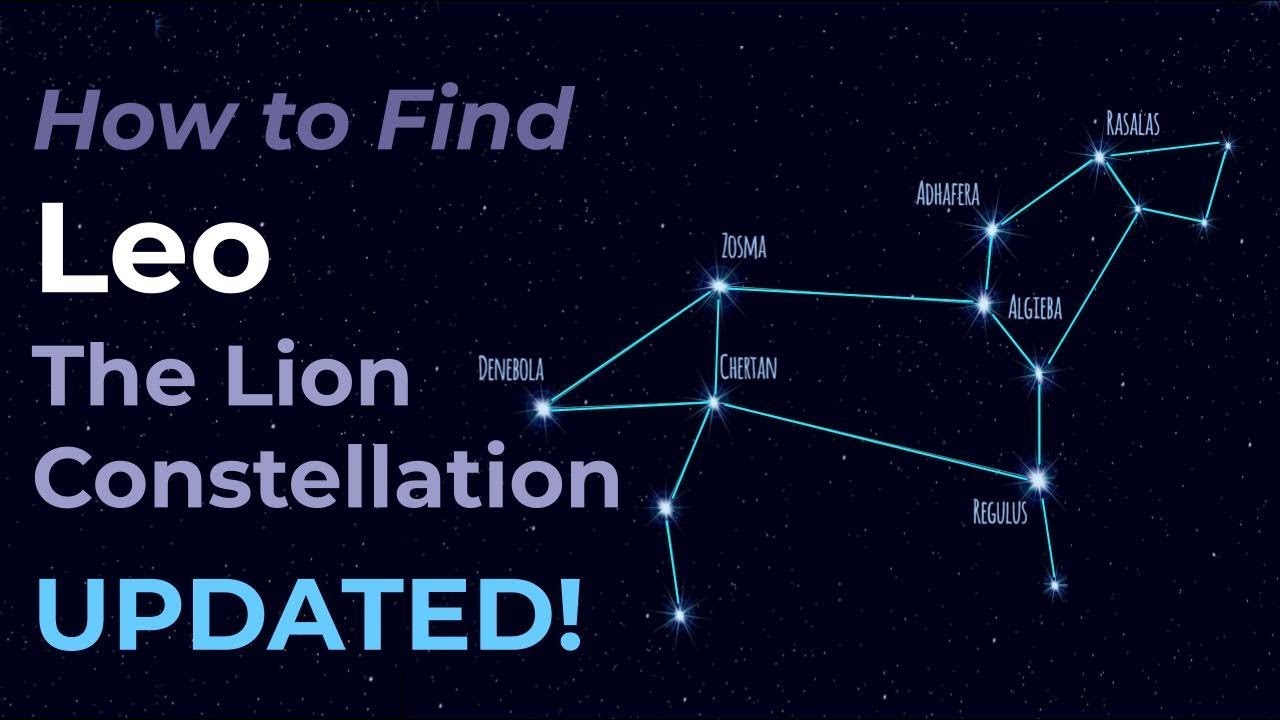 How to Find
Leo
The Lion
Constellation
UPDATED!
RASALAS
ADHAFERA
ZOSMA
ALGIEBA
DENEBOLA
CHERTAN
REGULUS